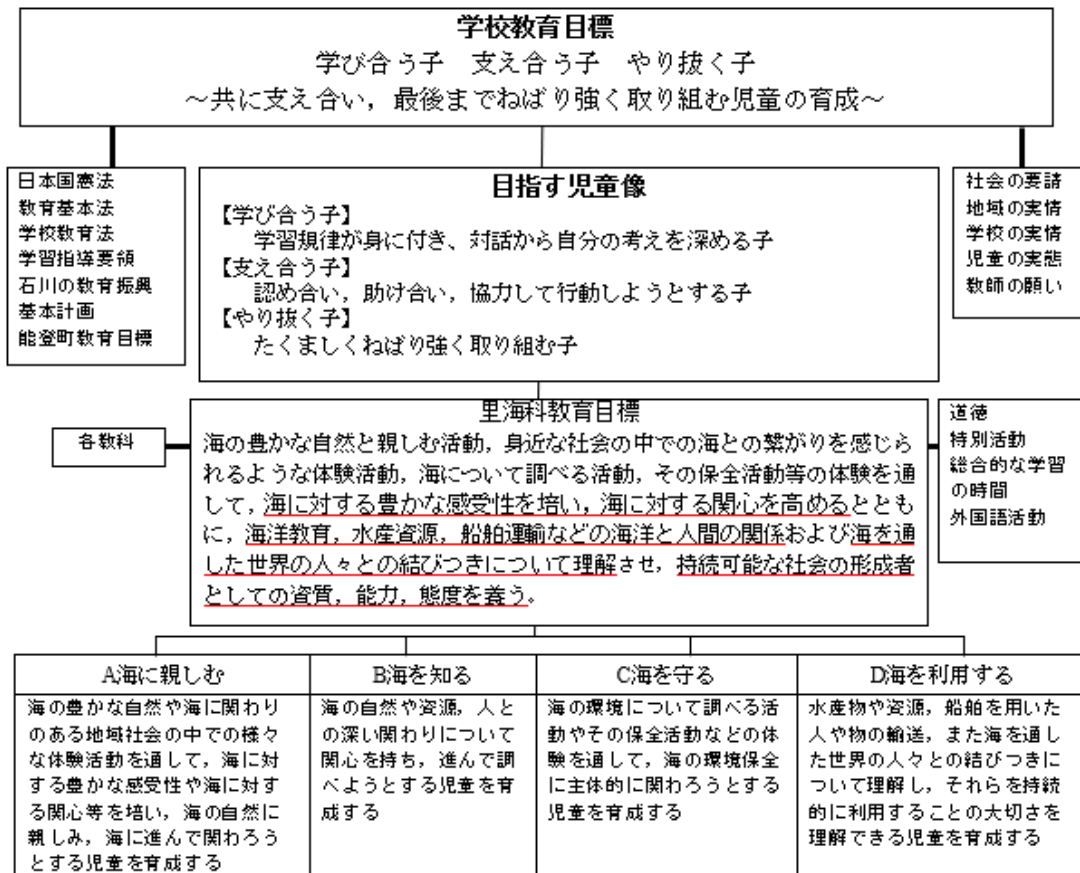 学校教育目標
学び合う子　支え合う子　やり抜く子
～共に支え合い，最後までねばり強く取り組む児童の育成～
日本国憲法
教育基本法
学校教育法
学習指導要領
石川の教育振興
基本計画
能登町教育目標
目指す児童像
【学び合う子】
学習規律が身に付き、対話から自分の考えを深める子
【支え合う子】
認め合い，助け合い，協力して行動しようとする子
【やり抜く子】
たくましくねばり強く取り組む子
社会の要請
地域の実情
学校の実情
児童の実態
教師の願い
各教科
里海科教育目標
海の豊かな自然と親しむ活動，身近な社会の中での海との繋がりを感じら
れるような体験活動，海について調べる活動，その保全活動等の体験を通
して，海に対する豊かな感受性を培い，海に対する関心を高めるととも
に，海洋教育，水産資源，船舶運輸などの海洋と人間の関係および海を通
した世界の人々との結びつきについて理解させ，持続可能な社会の形成者
としての資質，能力，態度を養う。
道徳
特別活動
総合的な学習
の時間
外国語活動
A海に親しむ
海の豊かな自然や海に関わり
のある地域社会の中での様々
な体験活動を通して，海に対
する豊かな感受性や海に対す
る関心等を培い，海の自然に
親しみ，海に進んで関わろう
とする児童を育成する
B海を知る
海の自然や資源，人と
の深い関わりについて
関心を持ち，進んで調
べようとする児童を育
成する
C海を守る
海の環境について調べる活
動やその保全活動などの体
験を通して，海の環境保全
に主体的に関わろうとする
児童を育成する
D海を利用する
水産物や資源，船舶を用いた
人や物の輸送，また海を通し
た世界の人々との結びつきに
ついて理解し，それらを持続
的に利用することの大切さを
理解できる児童を育成する